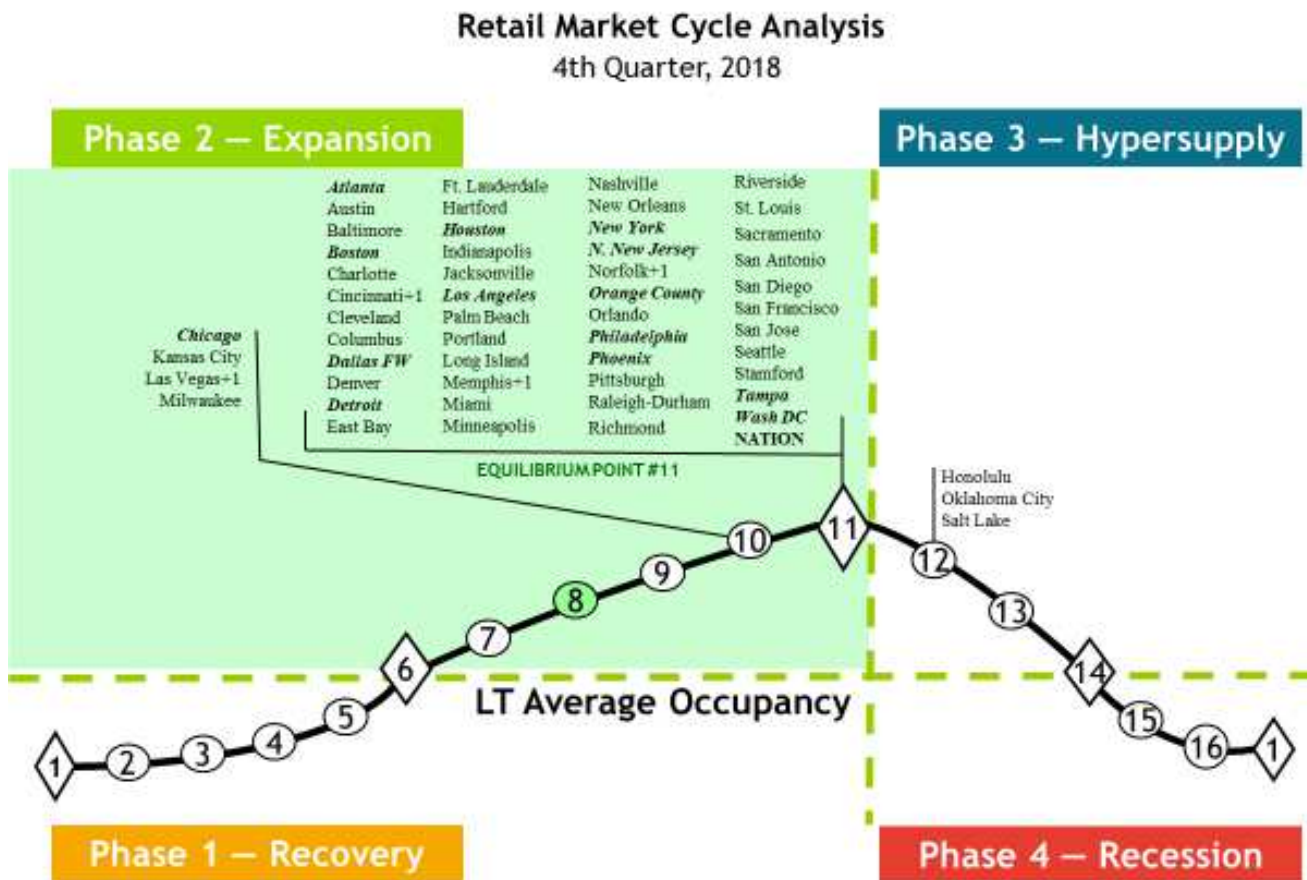 Retail Market Cycle Analysis
4th Quarter, 2018
Phase 2 — Expansion
Phase 3 — Hypersupply
Atlanta
Austin
Baltimore
Boston
Charlotte
Cincinnati+1
Cleveland
Columbus
Dallas FW
Denver
Detroit
East Bay
Ft. Lauderdale
Hartford
Houston
Indianapolis
Jacksonville
Los Angeles
Palm Beach
Portland
Long Island
Memphis+1
Miami
Minneapolis
Nashville
New Orleans
New York
N. New Jersey
Norfolk+1
Orange County
Orlando
Philadelphia
Phoenix
Pittsburgh
Raleigh-Durham
Richmond
Riverside
St. Louis
Sacramento
San Antonio
San Diego
San Francisco
San Jose
Seattle
Stamford
Tampa
Wash DC
NATION
Chicago
Kansas City
Las Vegas+1
Milwaukee
EQUILIBRIUM POINT #11
Honolulu
Oklahoma City
Salt Lake
1
2
3
4
5
6
7
8
9
10
11
12
13
14
15
16
1
LT Average Occupancy
Phase 1 — Recovery
Phase 4 — Recession